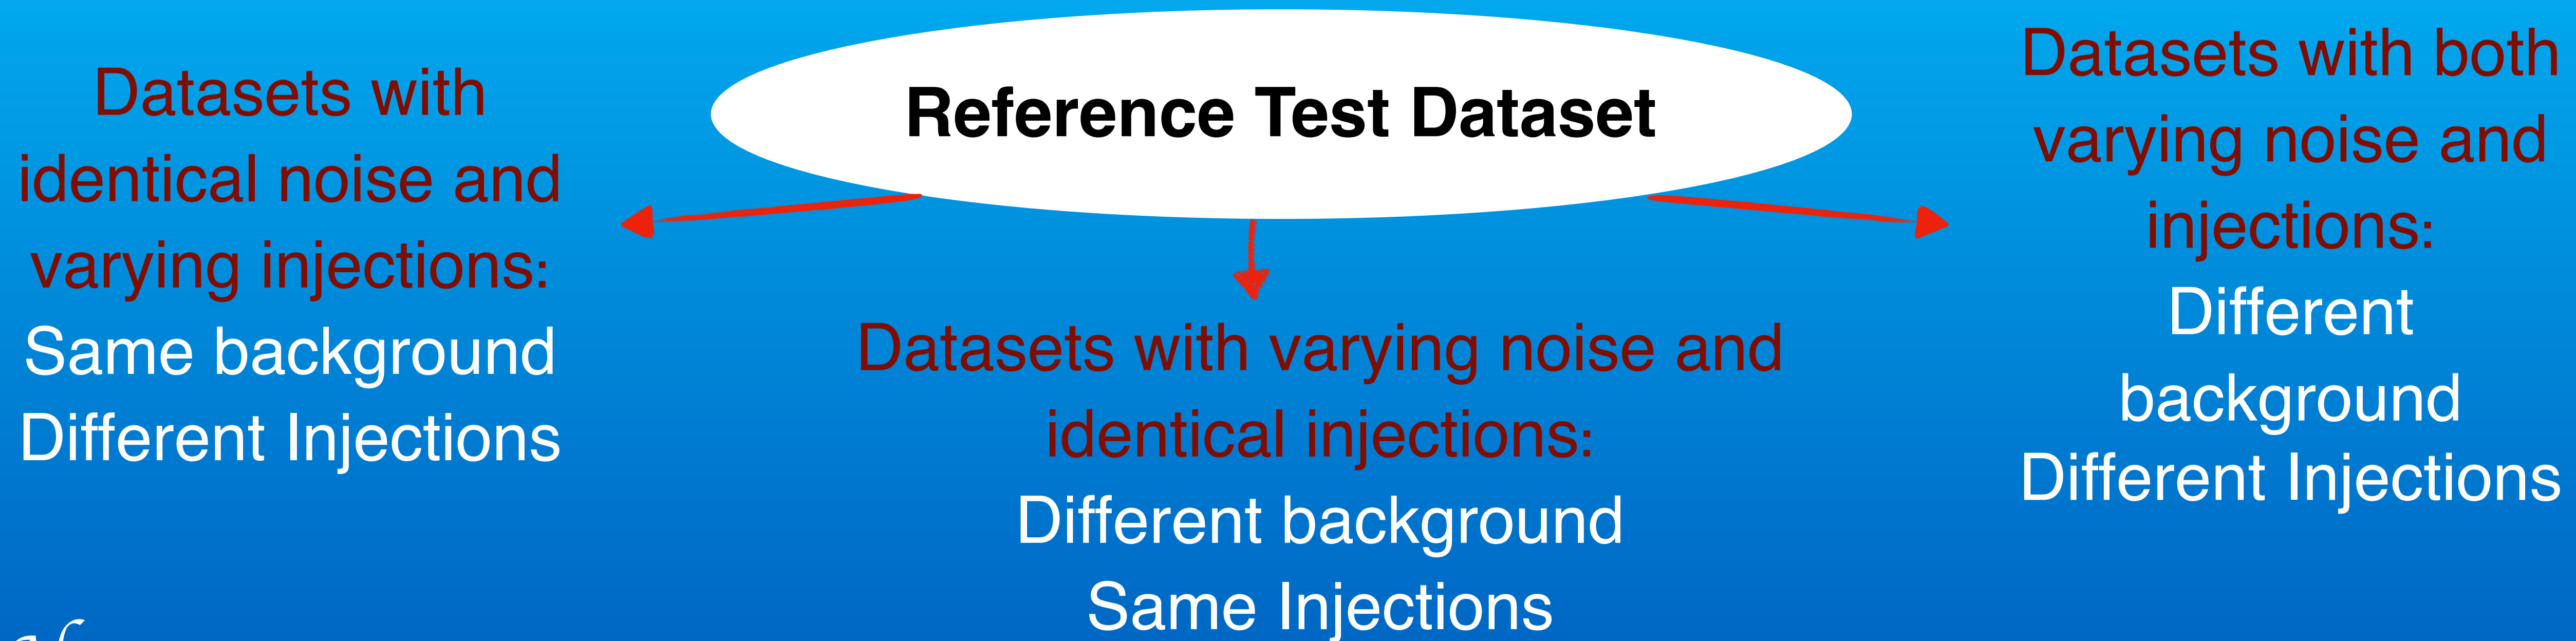 Reference Test Dataset
Datasets with
identical noise and
varying injections:
Same background
Different Injections
Datasets with varying noise and
identical injections:
Different background
Same Injections
Datasets with both
varying noise and
injections:
Different
background
Different Injections